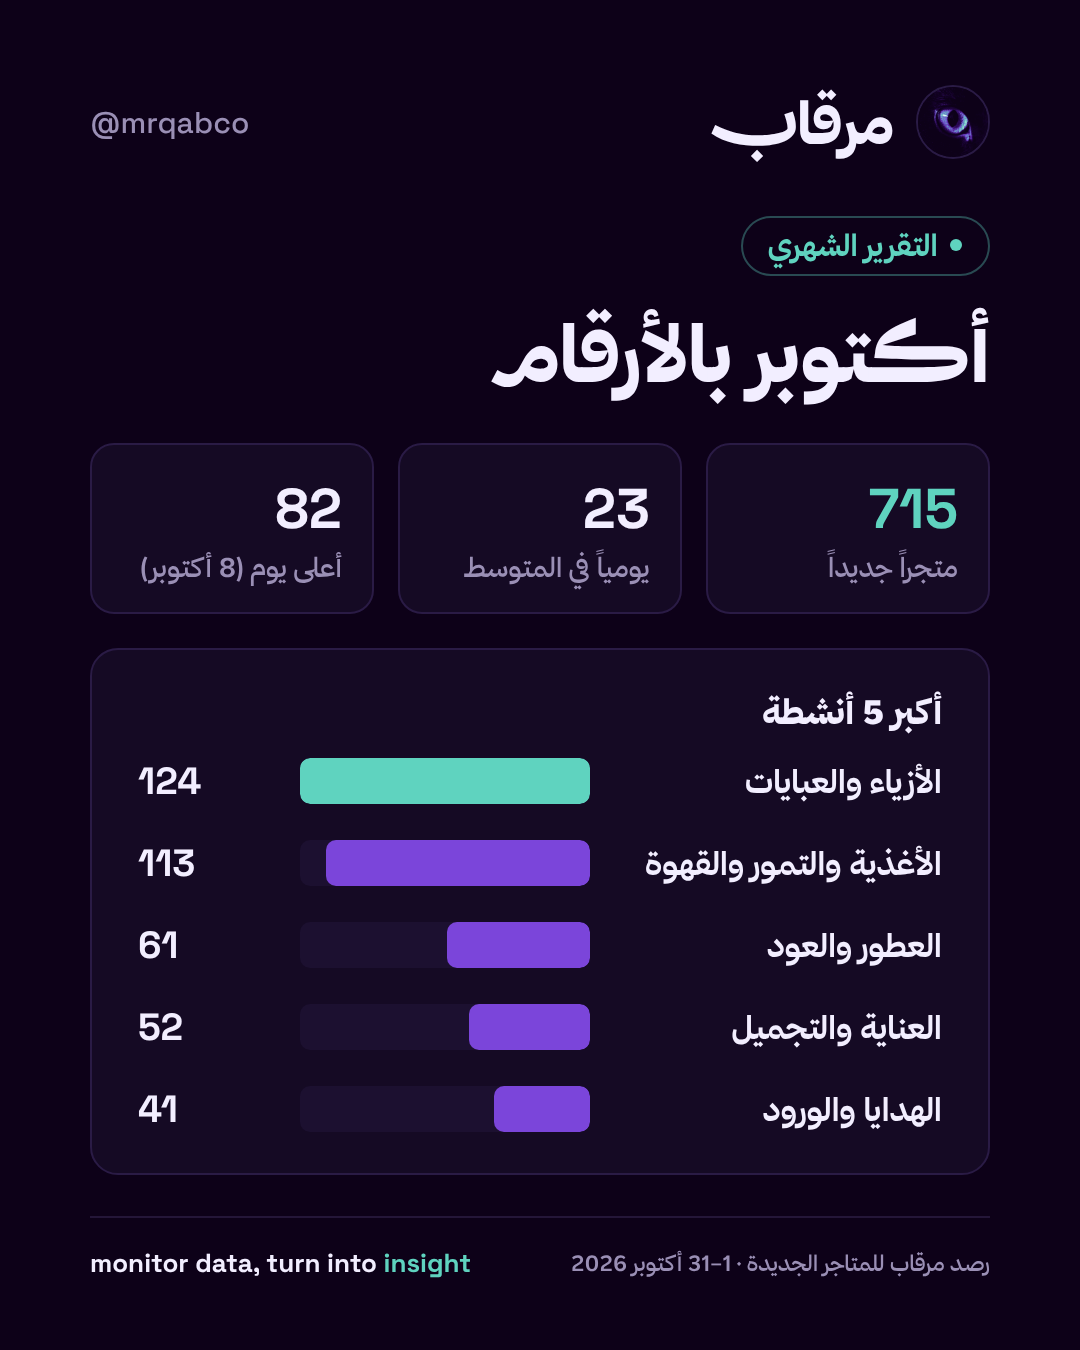 مرقاب
@mrqabco
التقرير الشهري
أكتوبر بالأرقام
715
متجراً جديداً
23
يومياً في المتوسط
82
أعلى يوم (8 أكتوبر)
أكبر 5 أنشطة
الأزياء والعبايات 124
الأغذية والتمور والقهوة 113
العطور والعود 61
العناية والتجميل 52
الهدايا والورود 41
رصد مرقاب للمتاجر الجديدة · 1–31 أكتوبر 2026
monitor data, turn into insight